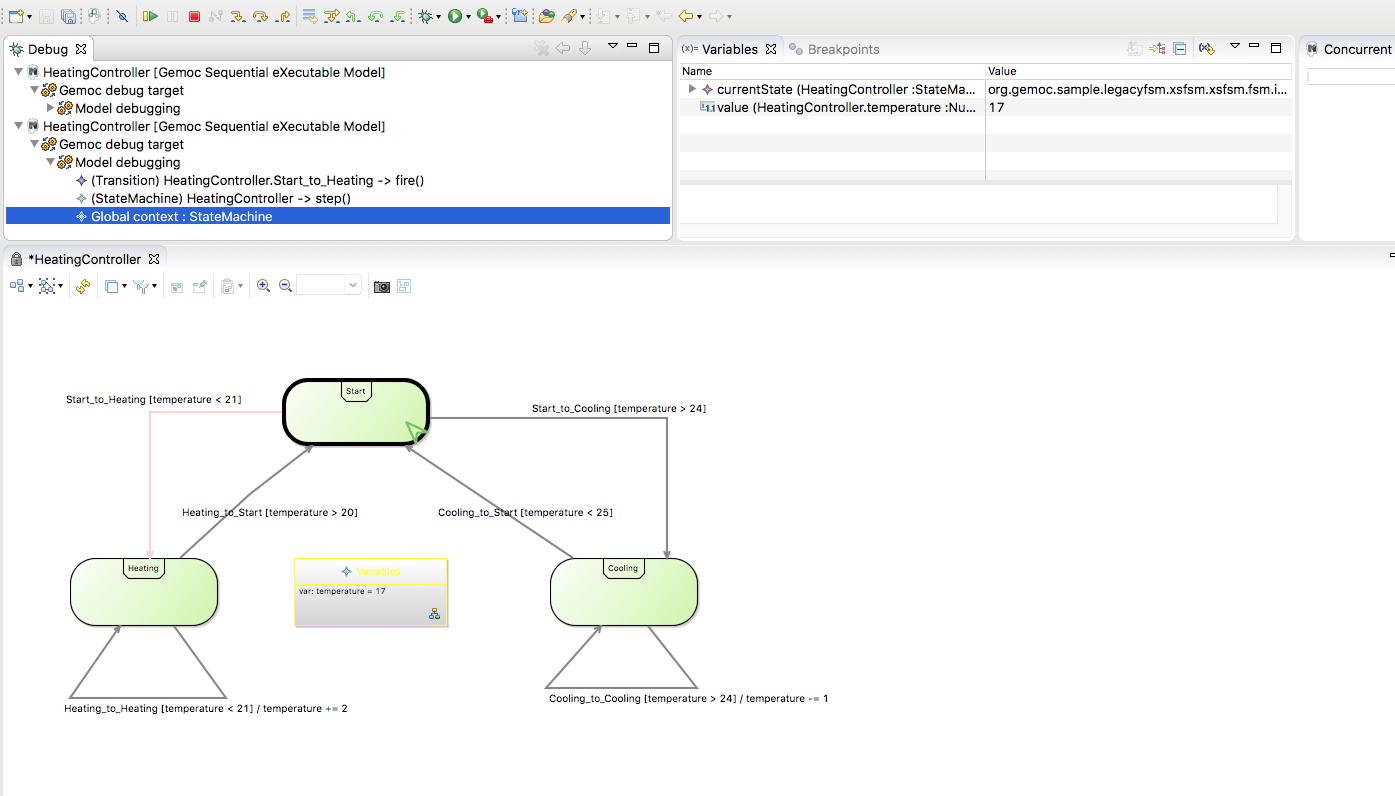 Debug
HeatingController [Gemoc Sequential eXecutable Model]
Gemoc debug target
Model debugging
HeatingController [Gemoc Sequential eXecutable Model]
Gemoc debug target
Model debugging
(Transition) HeatingController.Start_to_Heating -> fire()
(StateMachine) HeatingController -> step()
Global context : StateMachine
(x)= Variables
Breakpoints
Name Value
currentState (HeatingController :StateMa... org.gemoc.sample.legacyfsm.xsfsm.xsfsm.fsm.i...
value (HeatingController.temperature :Nu... 17
Concurrent
*HeatingController
Start
Start_to_Heating [temperature < 21]
Start_to_Cooling [temperature > 24]
Heating_to_Start [temperature > 20]
Cooling_to_Start [temperature < 25]
Heating
Variables
var: temperature = 17
Cooling
Cooling_to_Cooling [temperature > 24] / temperature -= 1
Heating_to_Heating [temperature < 21] / temperature += 2